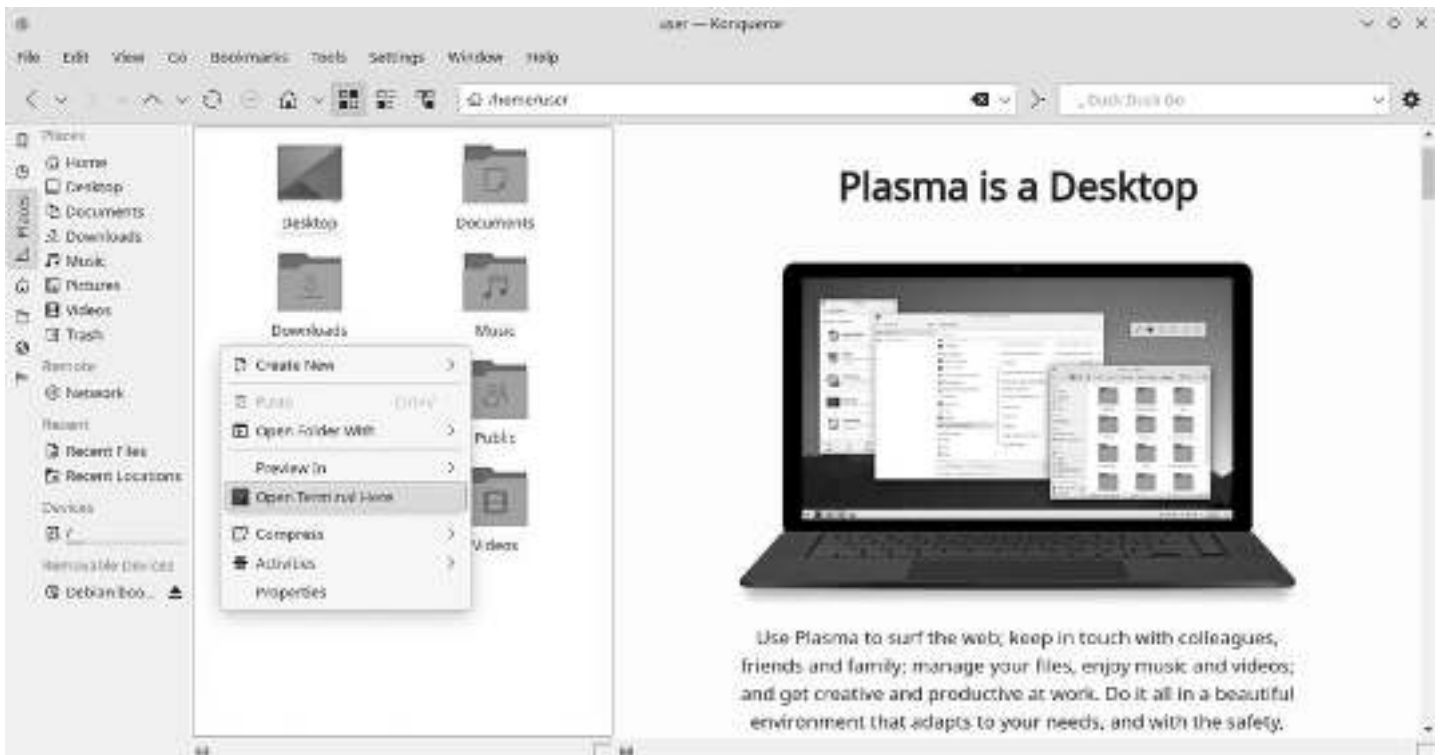 user — Konqueror
File Edit View Go Bookmarks Tools Settings Window Help
/home/user
Duck Duck Go
Places
Home
Desktop
Documents
Downloads
Music
Pictures
Videos
Trash
Remote
Network
Recent
Recent Files
Recent Locations
Devices
/
Removable Devices
Debian boo...
Places
Desktop
Documents
Downloads
Music
Public
Videos
Create New
Paste Ctrl+V
Open Folder With
Preview In
Open Terminal Here
Compress
Activities
Properties
Plasma is a Desktop
Use Plasma to surf the web; keep in touch with colleagues,
friends and family; manage your files, enjoy music and videos;
and get creative and productive at work. Do it all in a beautiful
environment that adapts to your needs, and with the safety,